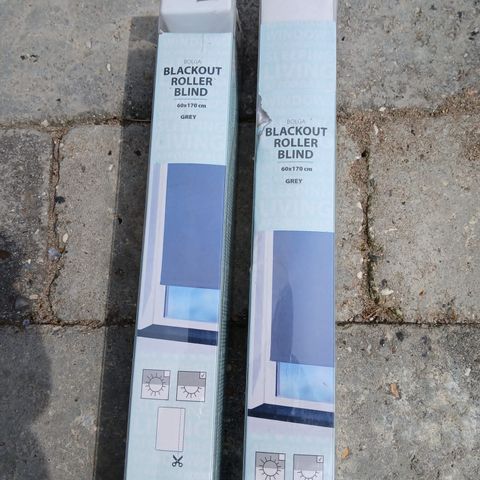 BOLGA
BLACKOUT
ROLLER
BLIND
60x170 cm
GREY
BOLGA
BLACKOUT
ROLLER
BLIND
60x170 cm
GREY